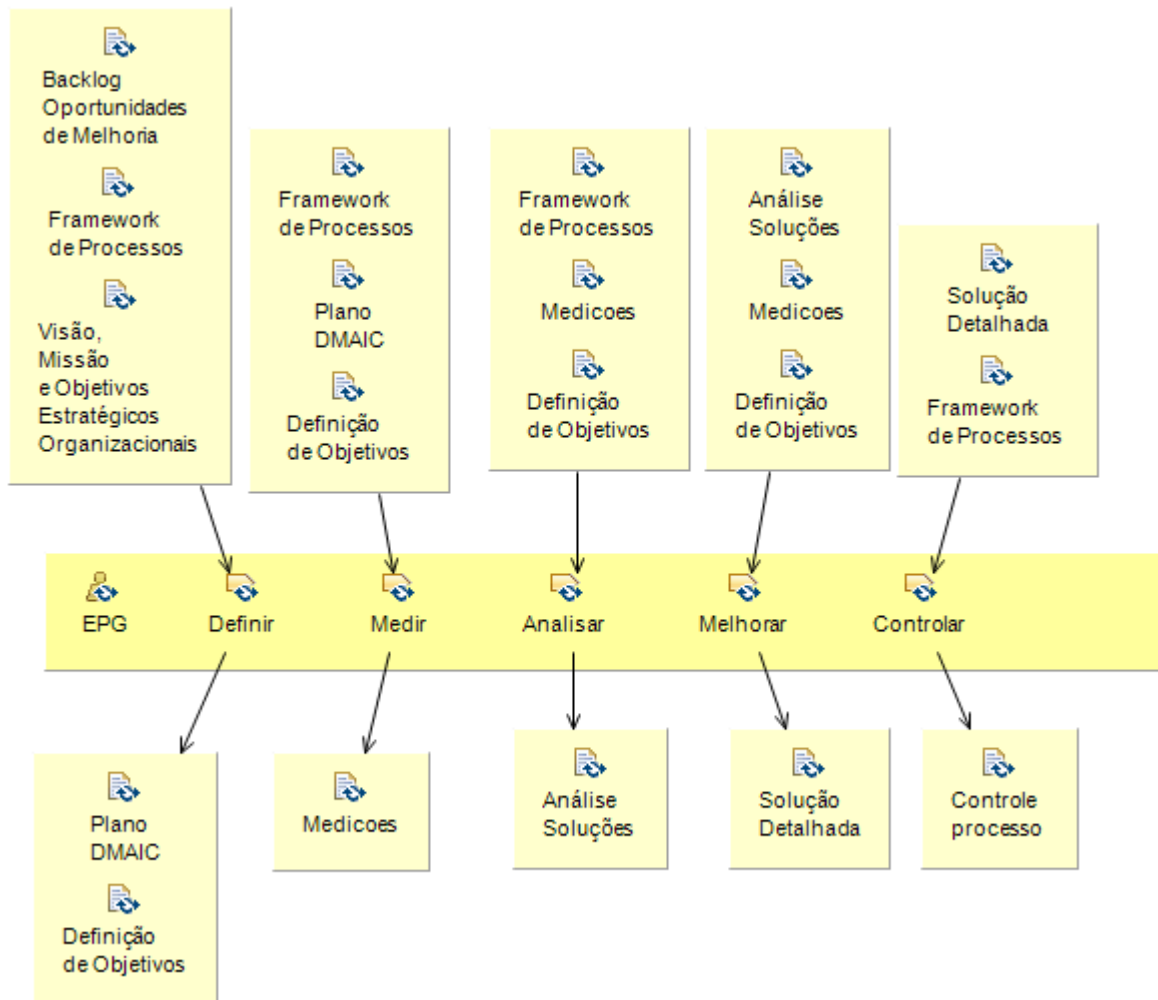 Backlog
Oportunidades
de Melhoria
Framework
de Processos
Visão,
Missão
e Objetivos
Estratégicos
Organizacionais
Framework
de Processos
Plano
DMAIC
Definição
de Objetivos
Framework
de Processos
Medicoes
Definição
de Objetivos
Análise
Soluções
Medicoes
Definição
de Objetivos
Solução
Detalhada
Framework
de Processos
EPG
Definir
Medir
Analisar
Melhorar
Controlar
Plano
DMAIC
Definição
de Objetivos
Medicoes
Análise
Soluções
Solução
Detalhada
Controle
processo